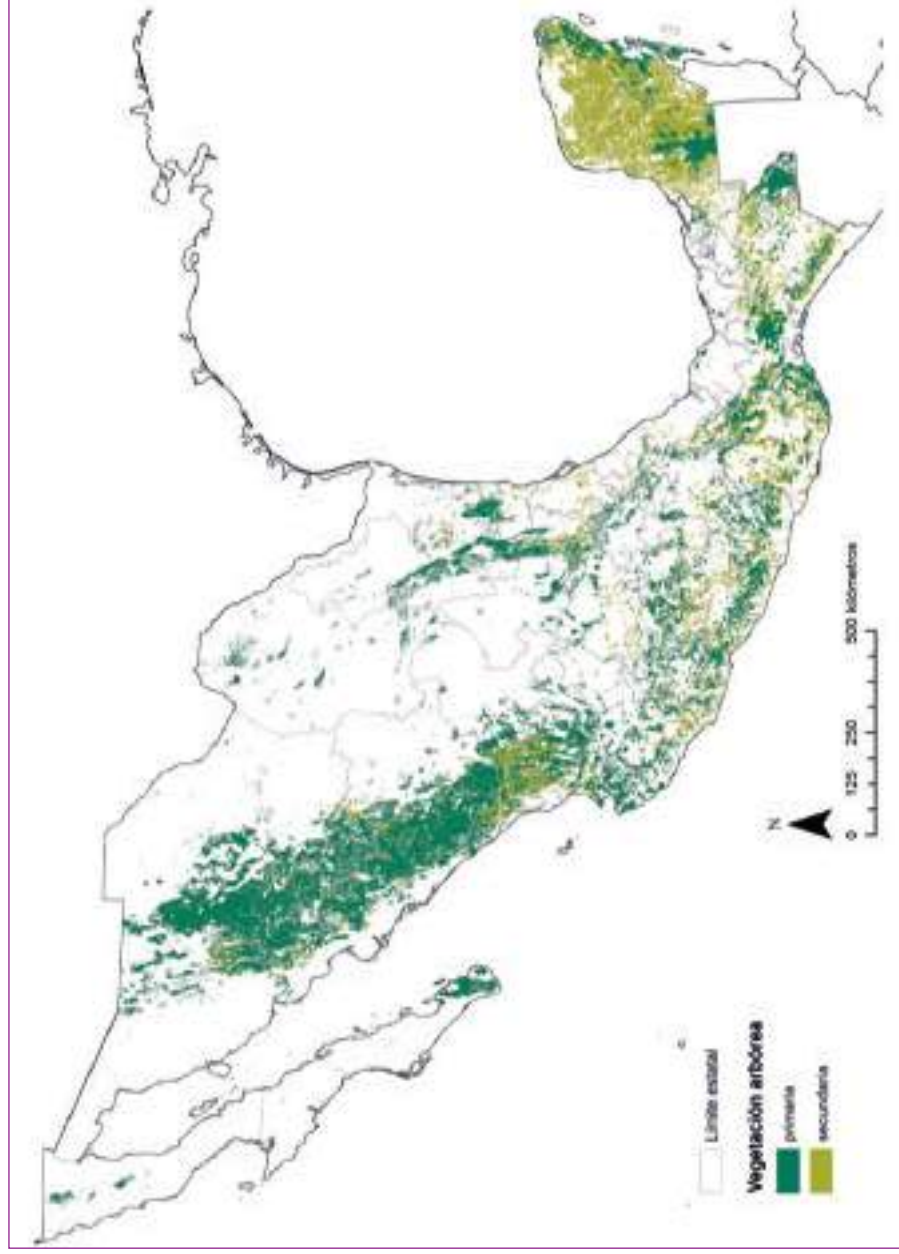 Límite estatal
Vegetación arbórea
primaria
secundaria
N
0 125 250 500 kilómetros